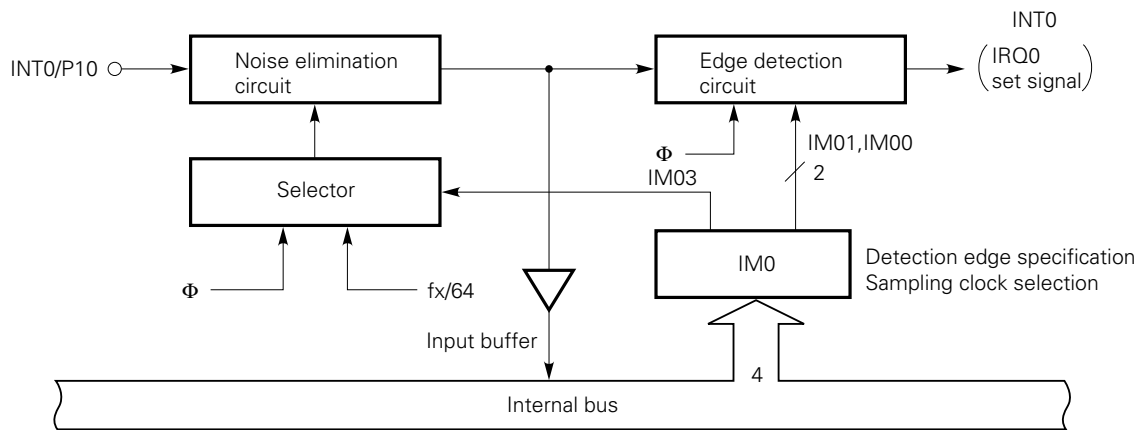 INT0
INT0/P10
Noise elimination
circuit
Edge detection
circuit
(IRQ0
set signal)
Φ
IM01,IM00
2
IM03
Selector
IM0
Detection edge specification
Sampling clock selection
Φ
fx/64
Input buffer
4
Internal bus